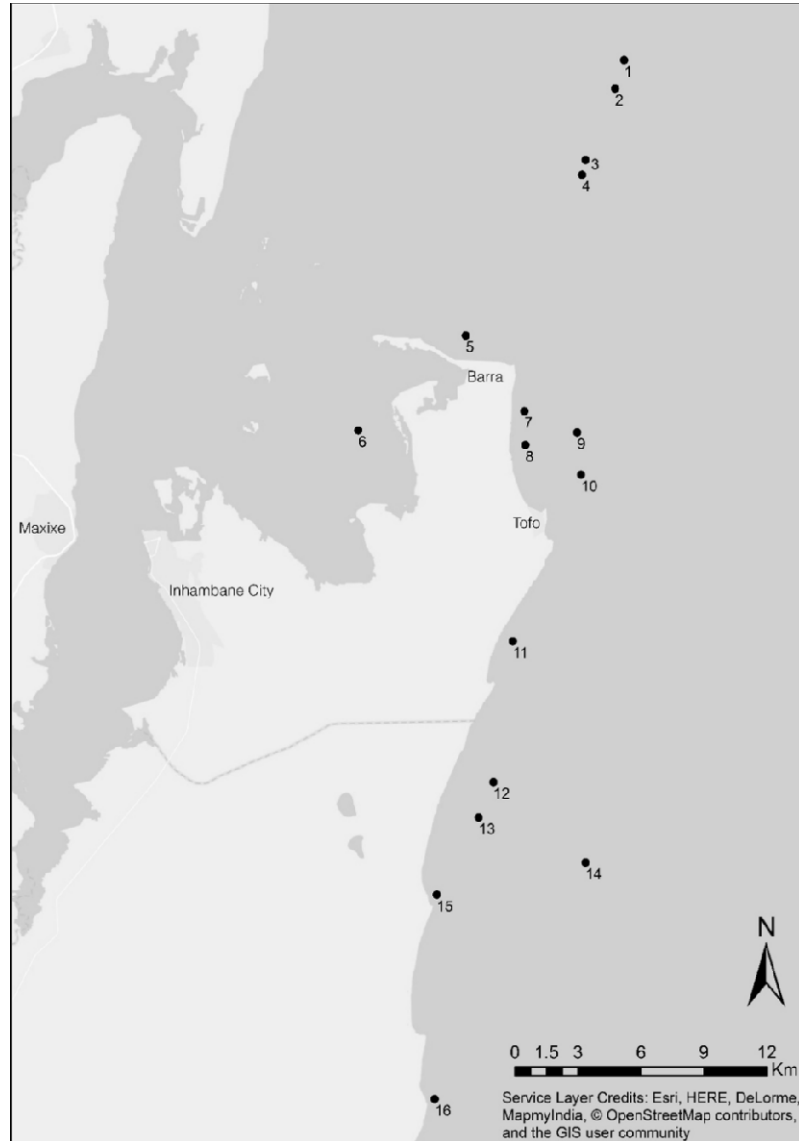 1
2
3
4
5
Barra
7
6
9
8
10
Maxixe
Tofo
Inhambane City
11
12
13
14
15
N
0 1.5 3 6 9 12
Km
16
Service Layer Credits: Esri, HERE, DeLorme,
MapmyIndia, © OpenStreetMap contributors,
and the GIS user community